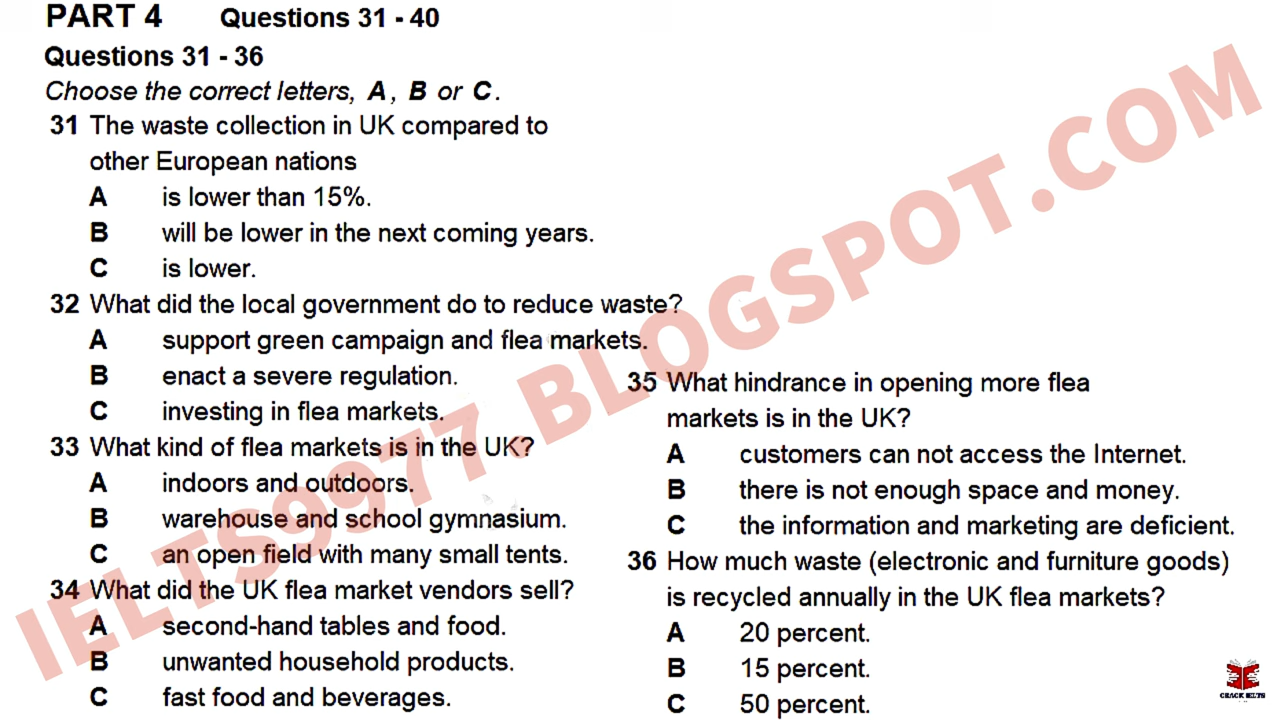 PART 4 Questions 31 - 40
Questions 31 - 36
Choose the correct letters, A, B or C.
31 The waste collection in UK compared to
other European nations
A is lower than 15%.
B will be lower in the next coming years.
C is lower.
32 What did the local government do to reduce waste?
A support green campaign and flea markets.
B enact a severe regulation.
C investing in flea markets.
33 What kind of flea markets is in the UK?
A indoors and outdoors.
B warehouse and school gymnasium.
C an open field with many small tents.
34 What did the UK flea market vendors sell?
A second-hand tables and food.
B unwanted household products.
C fast food and beverages.
35 What hindrance in opening more flea
markets is in the UK?
A customers can not access the Internet.
B there is not enough space and money.
C the information and marketing are deficient.
36 How much waste (electronic and furniture goods)
is recycled annually in the UK flea markets?
A 20 percent.
B 15 percent.
C 50 percent.
IELTS9977.BLOGSPOT.COM
CRACK IELTS